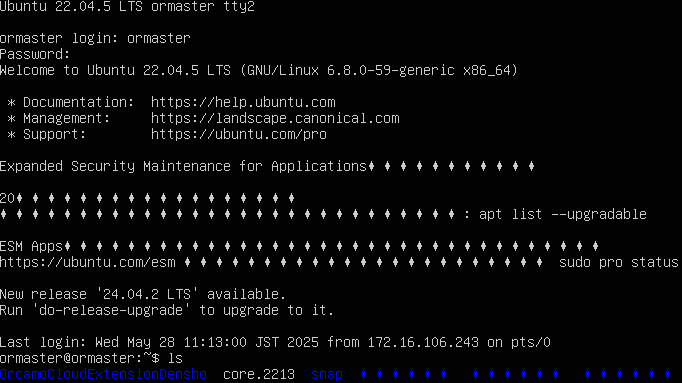 Ubuntu 22.04.5 LTS ormaster tty2
ormaster login: ormaster
Password:
Welcome to Ubuntu 22.04.5 LTS (GNU/Linux 6.8.0-59-generic x86_64)
* Documentation:  https://help.ubuntu.com
* Management:     https://landscape.canonical.com
* Support:        https://ubuntu.com/pro
Expanded Security Maintenance for Applications♦ ♦ ♦ ♦ ♦ ♦ ♦ ♦ ♦ ♦ ♦
20♦ ♦ ♦ ♦ ♦ ♦ ♦ ♦ ♦ ♦ ♦ ♦ ♦ ♦ ♦ ♦ ♦ ♦
♦ ♦ ♦ ♦ ♦ ♦ ♦ ♦ ♦ ♦ ♦ ♦ ♦ ♦ ♦ ♦ ♦ ♦ ♦ ♦ ♦ ♦ ♦ ♦ ♦ ♦ ♦ ♦ ♦ : apt list --upgradable
ESM Apps♦ ♦ ♦ ♦ ♦ ♦ ♦ ♦ ♦ ♦ ♦ ♦ ♦ ♦ ♦ ♦ ♦ ♦ ♦ ♦ ♦ ♦ ♦ ♦ ♦ ♦ ♦ ♦ ♦ ♦ ♦ ♦ ♦ ♦
https://ubuntu.com/esm ♦ ♦ ♦ ♦ ♦ ♦ ♦ ♦ ♦ ♦ ♦ ♦ ♦ ♦ ♦ ♦ ♦ ♦ ♦ ♦ ♦ ♦ ♦  sudo pro status
New release '24.04.2 LTS' available.
Run 'do-release-upgrade' to upgrade to it.
Last login: Wed May 28 11:13:00 JST 2025 from 172.16.106.243 on pts/0
ormaster@ormaster:~$ ls
OrcamoCloudExtensionDensho  core.2213  snap  ♦ ♦ ♦ ♦ ♦ ♦  ♦ ♦ ♦ ♦ ♦ ♦  ♦ ♦ ♦ ♦ ♦ ♦